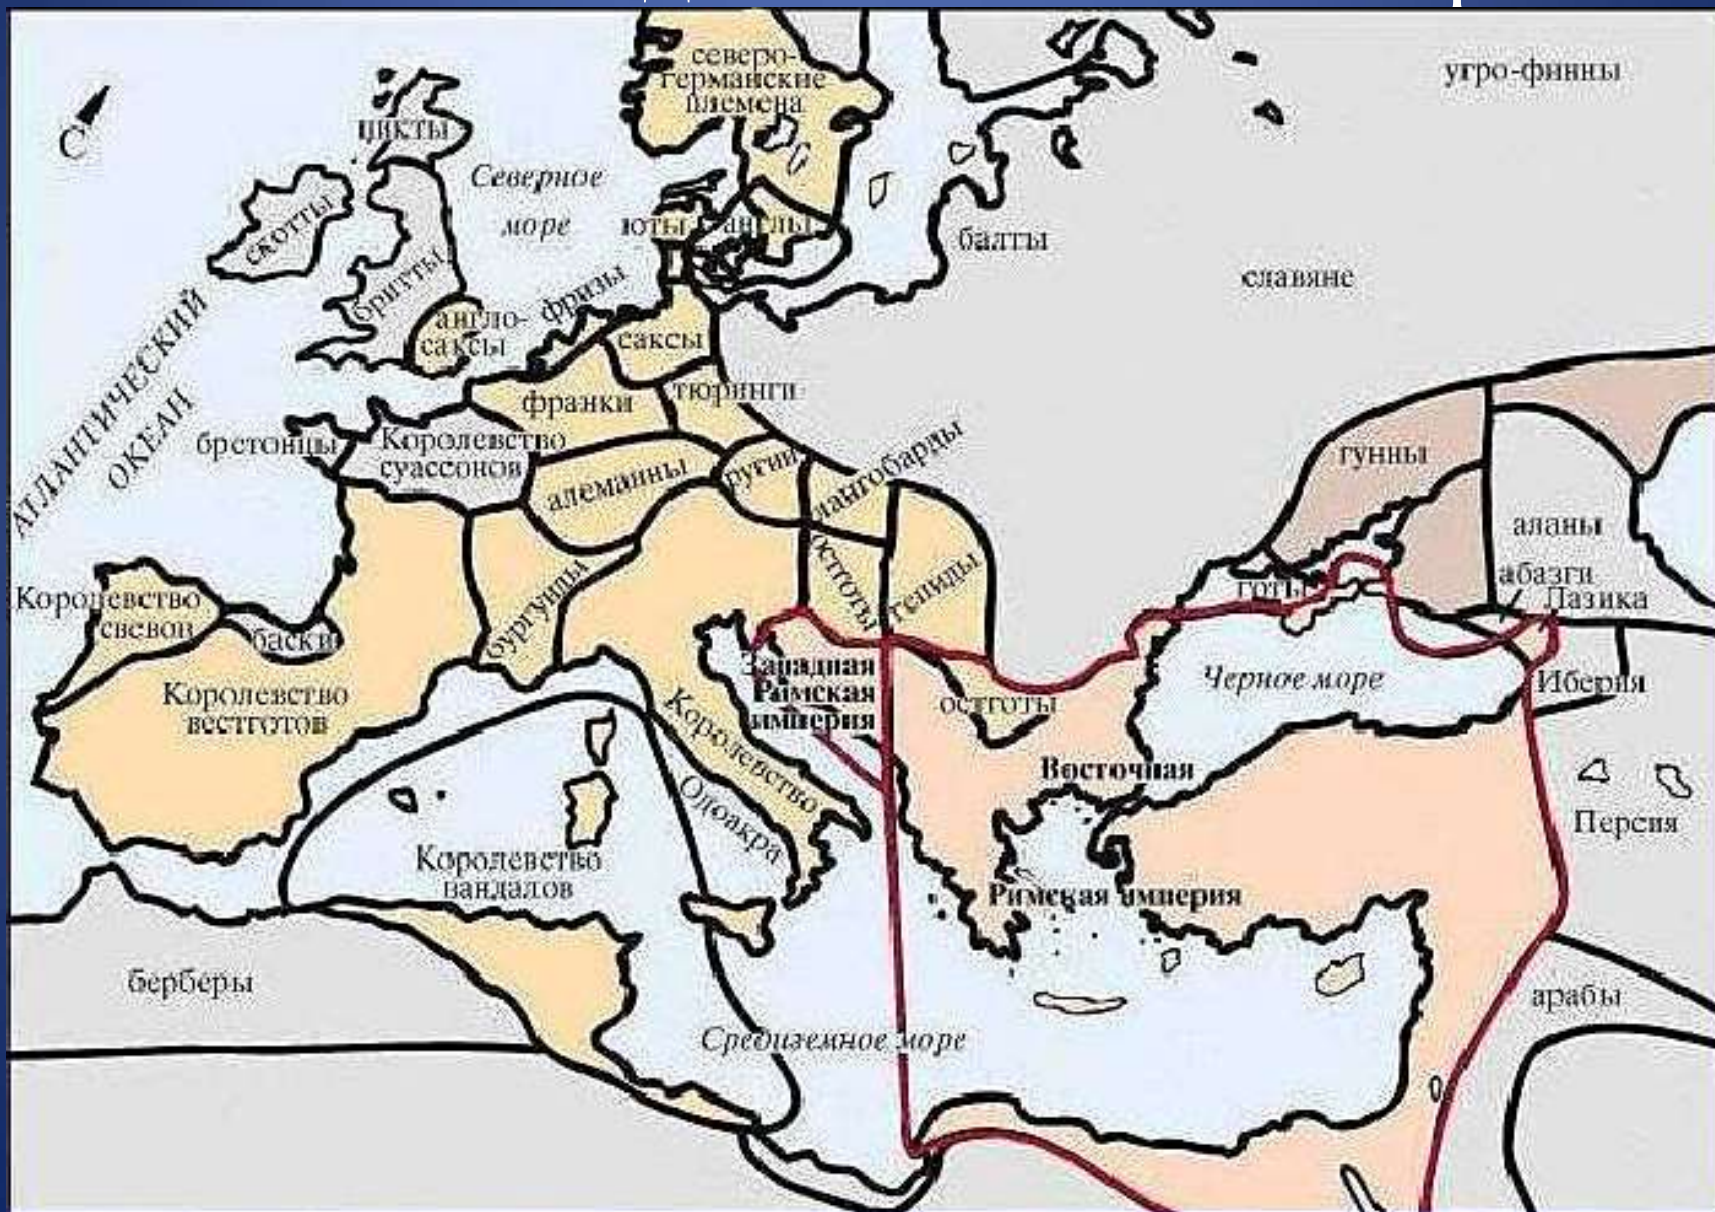 северо-
германские
племена
угро-финны
С
пикты
Северное
море
скотты
юты
англы
балты
славяне
бритты
фризы
англо-
саксы
саксы
АТЛАНТИЧЕСКИЙ
ОКЕАН
франки
тюринги
бретонцы
Королевство
суассонов
алеманны
ругии
лангобарды
гунны
аланы
абазги
Лазика
остготы
гепиды
готы
Королевство
свевов
баски
бургунды
Западная
Римская
империя
Черное море
Иберия
Королевство
вестготов
остготы
Королевство
Одоакра
Восточная
Римская империя
Персия
Королевство
вандалов
берберы
арабы
Средиземное море